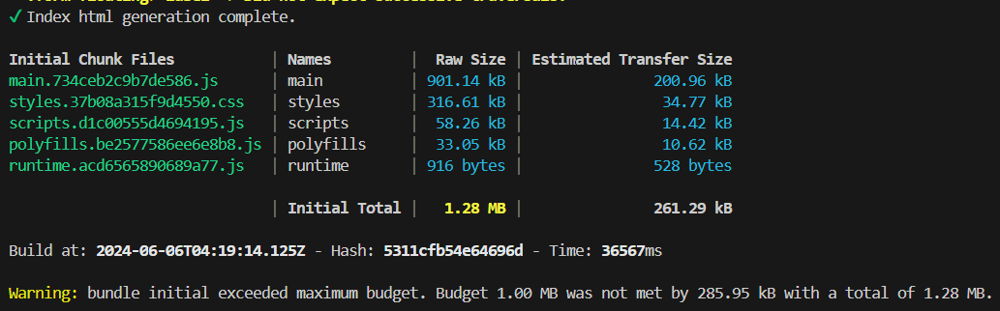 ✓ Index html generation complete.
Initial Chunk Files | Names | Raw Size | Estimated Transfer Size
main.734ceb2c9b7de586.js | main | 901.14 kB | 200.96 kB
styles.37b08a315f9d4550.css | styles | 316.61 kB | 34.77 kB
scripts.d1c00555d4694195.js | scripts | 58.26 kB | 14.42 kB
polyfills.be2577586ee6e8b8.js | polyfills | 33.05 kB | 10.62 kB
runtime.acd6565890689a77.js | runtime | 916 bytes | 528 bytes
| Initial Total | 1.28 MB | 261.29 kB
Build at: 2024-06-06T04:19:14.125Z - Hash: 5311cfb54e64696d - Time: 36567ms
Warning: bundle initial exceeded maximum budget. Budget 1.00 MB was not met by 285.95 kB with a total of 1.28 MB.